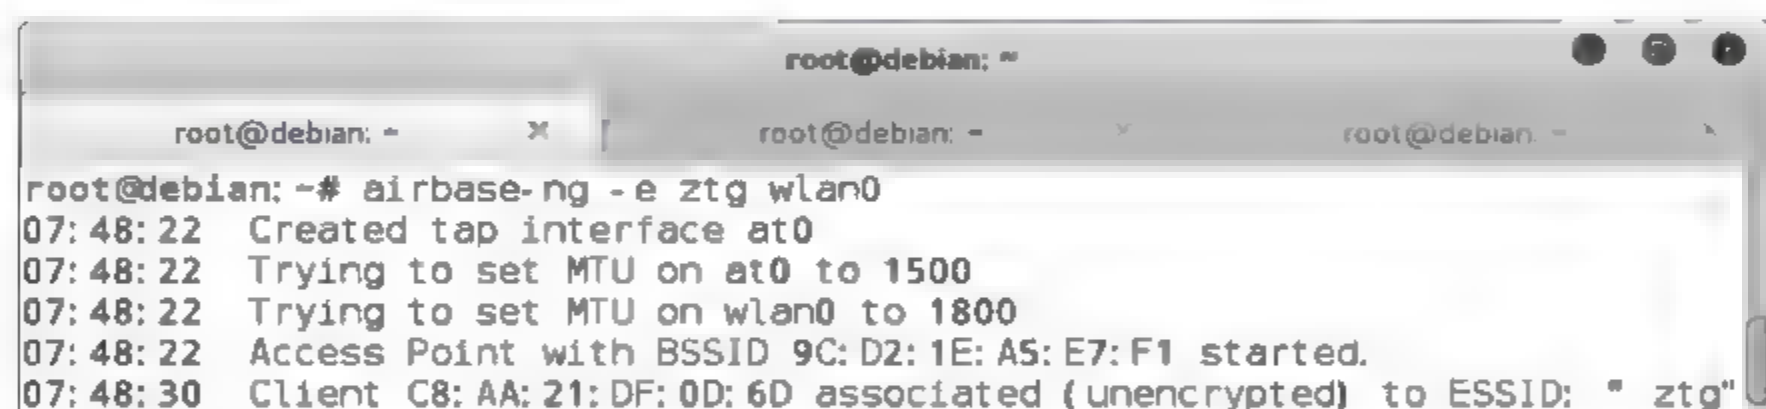 root@debian: ~
root@debian: ~ × root@debian: ~ × root@debian: ~
root@debian:~# airbase-ng -e ztg wlan0
07:48:22 Created tap interface at0
07:48:22 Trying to set MTU on at0 to 1500
07:48:22 Trying to set MTU on wlan0 to 1800
07:48:22 Access Point with BSSID 9C:D2:1E:A5:E7:F1 started.
07:48:30 Client C8:AA:21:DF:0D:6D associated (unencrypted) to ESSID: " ztg"